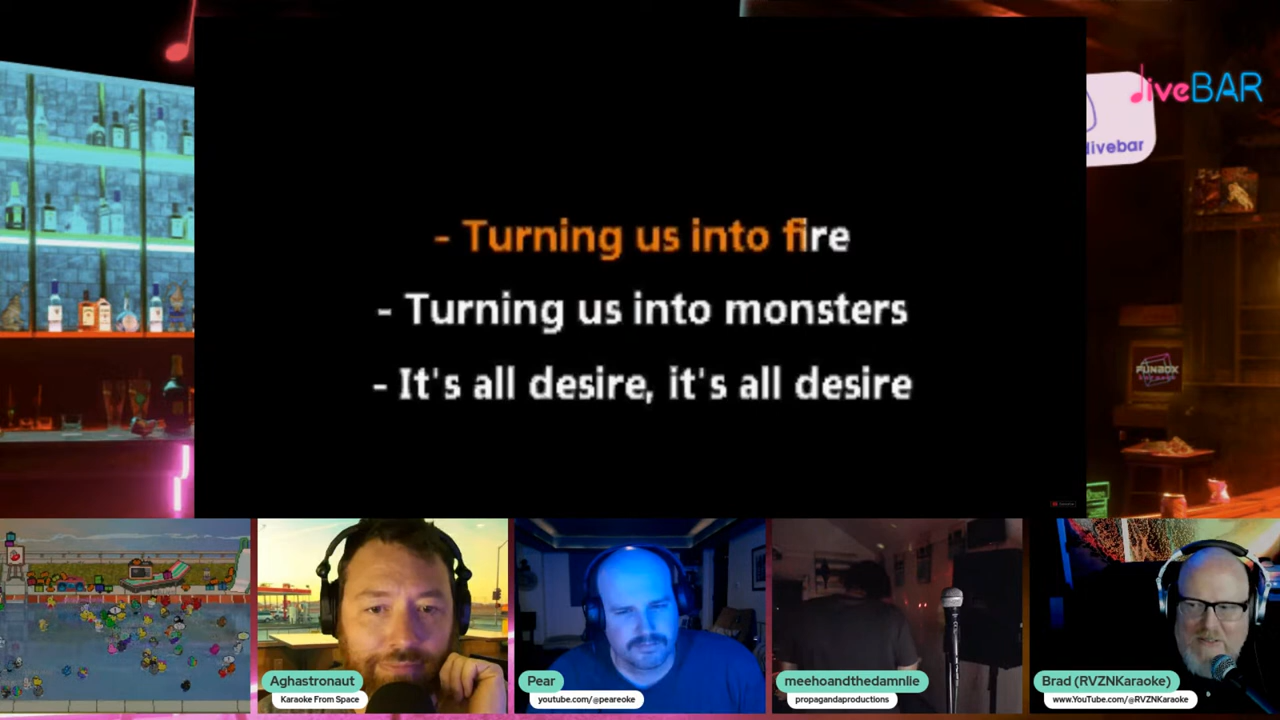 liveBAR
livebar
- Turning us into fire
- Turning us into monsters
- It's all desire, it's all desire
FUNBOX
Aghastronaut
Karaoke From Space
Pear
youtube.com/@peareoke
meehoandthedamnlie
propagandaproductions
Brad (RVZNKaraoke)
www.YouTube.com/@RVZNKaraoke